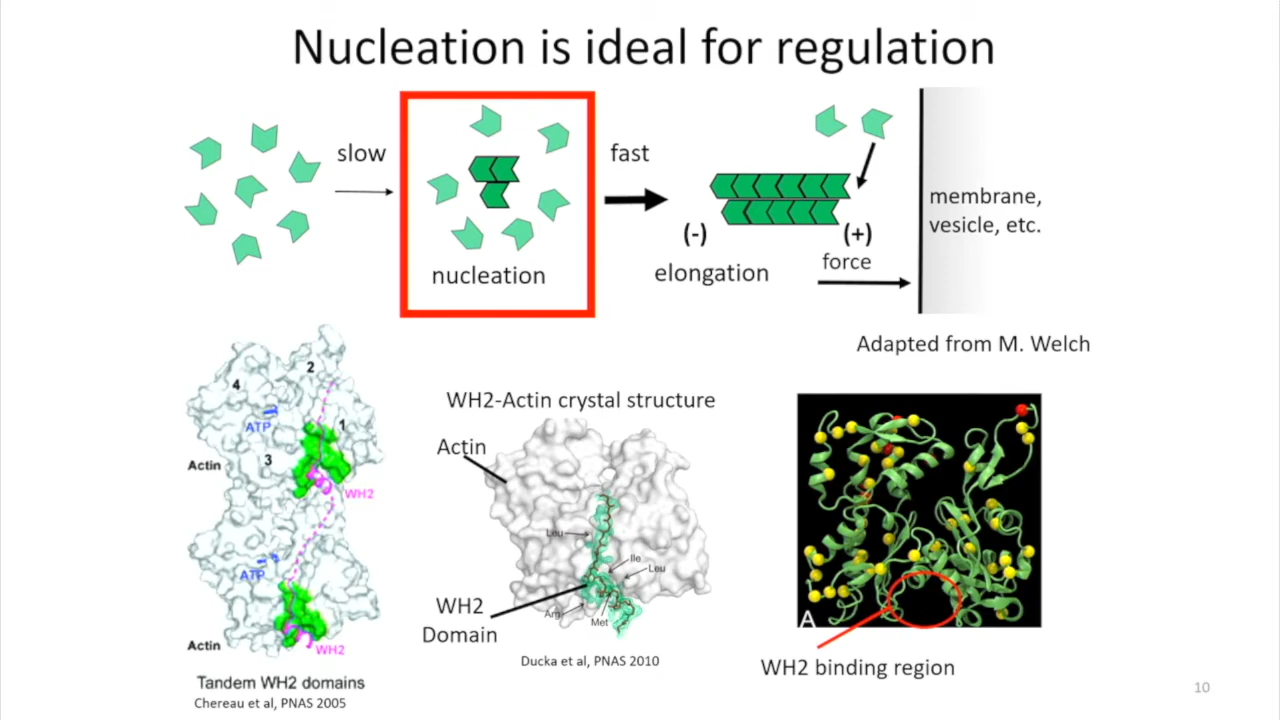 Nucleation is ideal for regulation
slow
nucleation
fast
(-)
(+)
elongation
force
membrane,
vesicle, etc.
Adapted from M. Welch
4
2
1
3
ATP
Actin
WH2
ATP
Actin
WH2
Tandem WH2 domains
Chereau et al, PNAS 2005
WH2-Actin crystal structure
Actin
Leu
Ile
Leu
Arg
Met
WH2
Domain
Ducka et al, PNAS 2010
A
WH2 binding region
10